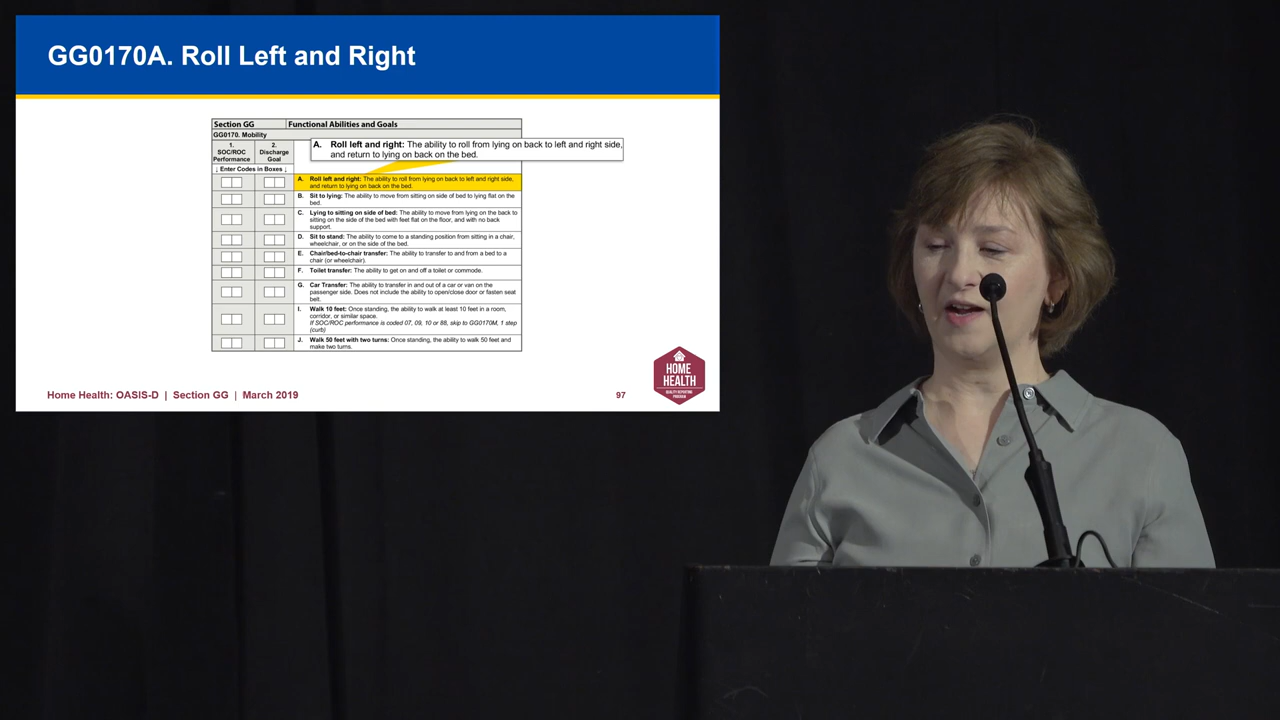 GG0170A. Roll Left and Right
Section GG
Functional Abilities and Goals
GG0170. Mobility
1.
SOC/ROC
Performance
2.
Discharge
Goal
↓ Enter Codes in Boxes ↓
A. Roll left and right: The ability to roll from lying on back to left and right side,
and return to lying on back on the bed.
A. Roll left and right: The ability to roll from lying on back to left and right side,
and return to lying on back on the bed.
B. Sit to lying: The ability to move from sitting on side of bed to lying flat on the
bed.
C. Lying to sitting on side of bed: The ability to move from lying on the back to
sitting on the side of the bed with feet flat on the floor, and with no back
support.
D. Sit to stand: The ability to come to a standing position from sitting in a chair,
wheelchair, or on the side of the bed.
E. Chair/bed-to-chair transfer: The ability to transfer to and from a bed to a
chair (or wheelchair).
F. Toilet transfer: The ability to get on and off a toilet or commode.
G. Car Transfer: The ability to transfer in and out of a car or van on the
passenger side. Does not include the ability to open/close door or fasten seat
belt.
I. Walk 10 feet: Once standing, the ability to walk at least 10 feet in a room,
corridor, or similar space.
If SOC/ROC performance is coded 07, 09, 10 or 88, skip to GG0170M, 1 step
(curb)
J. Walk 50 feet with two turns: Once standing, the ability to walk 50 feet and
make two turns.
Home Health: OASIS-D | Section GG | March 2019
97
HOME
HEALTH
QUALITY REPORTING
PROGRAM